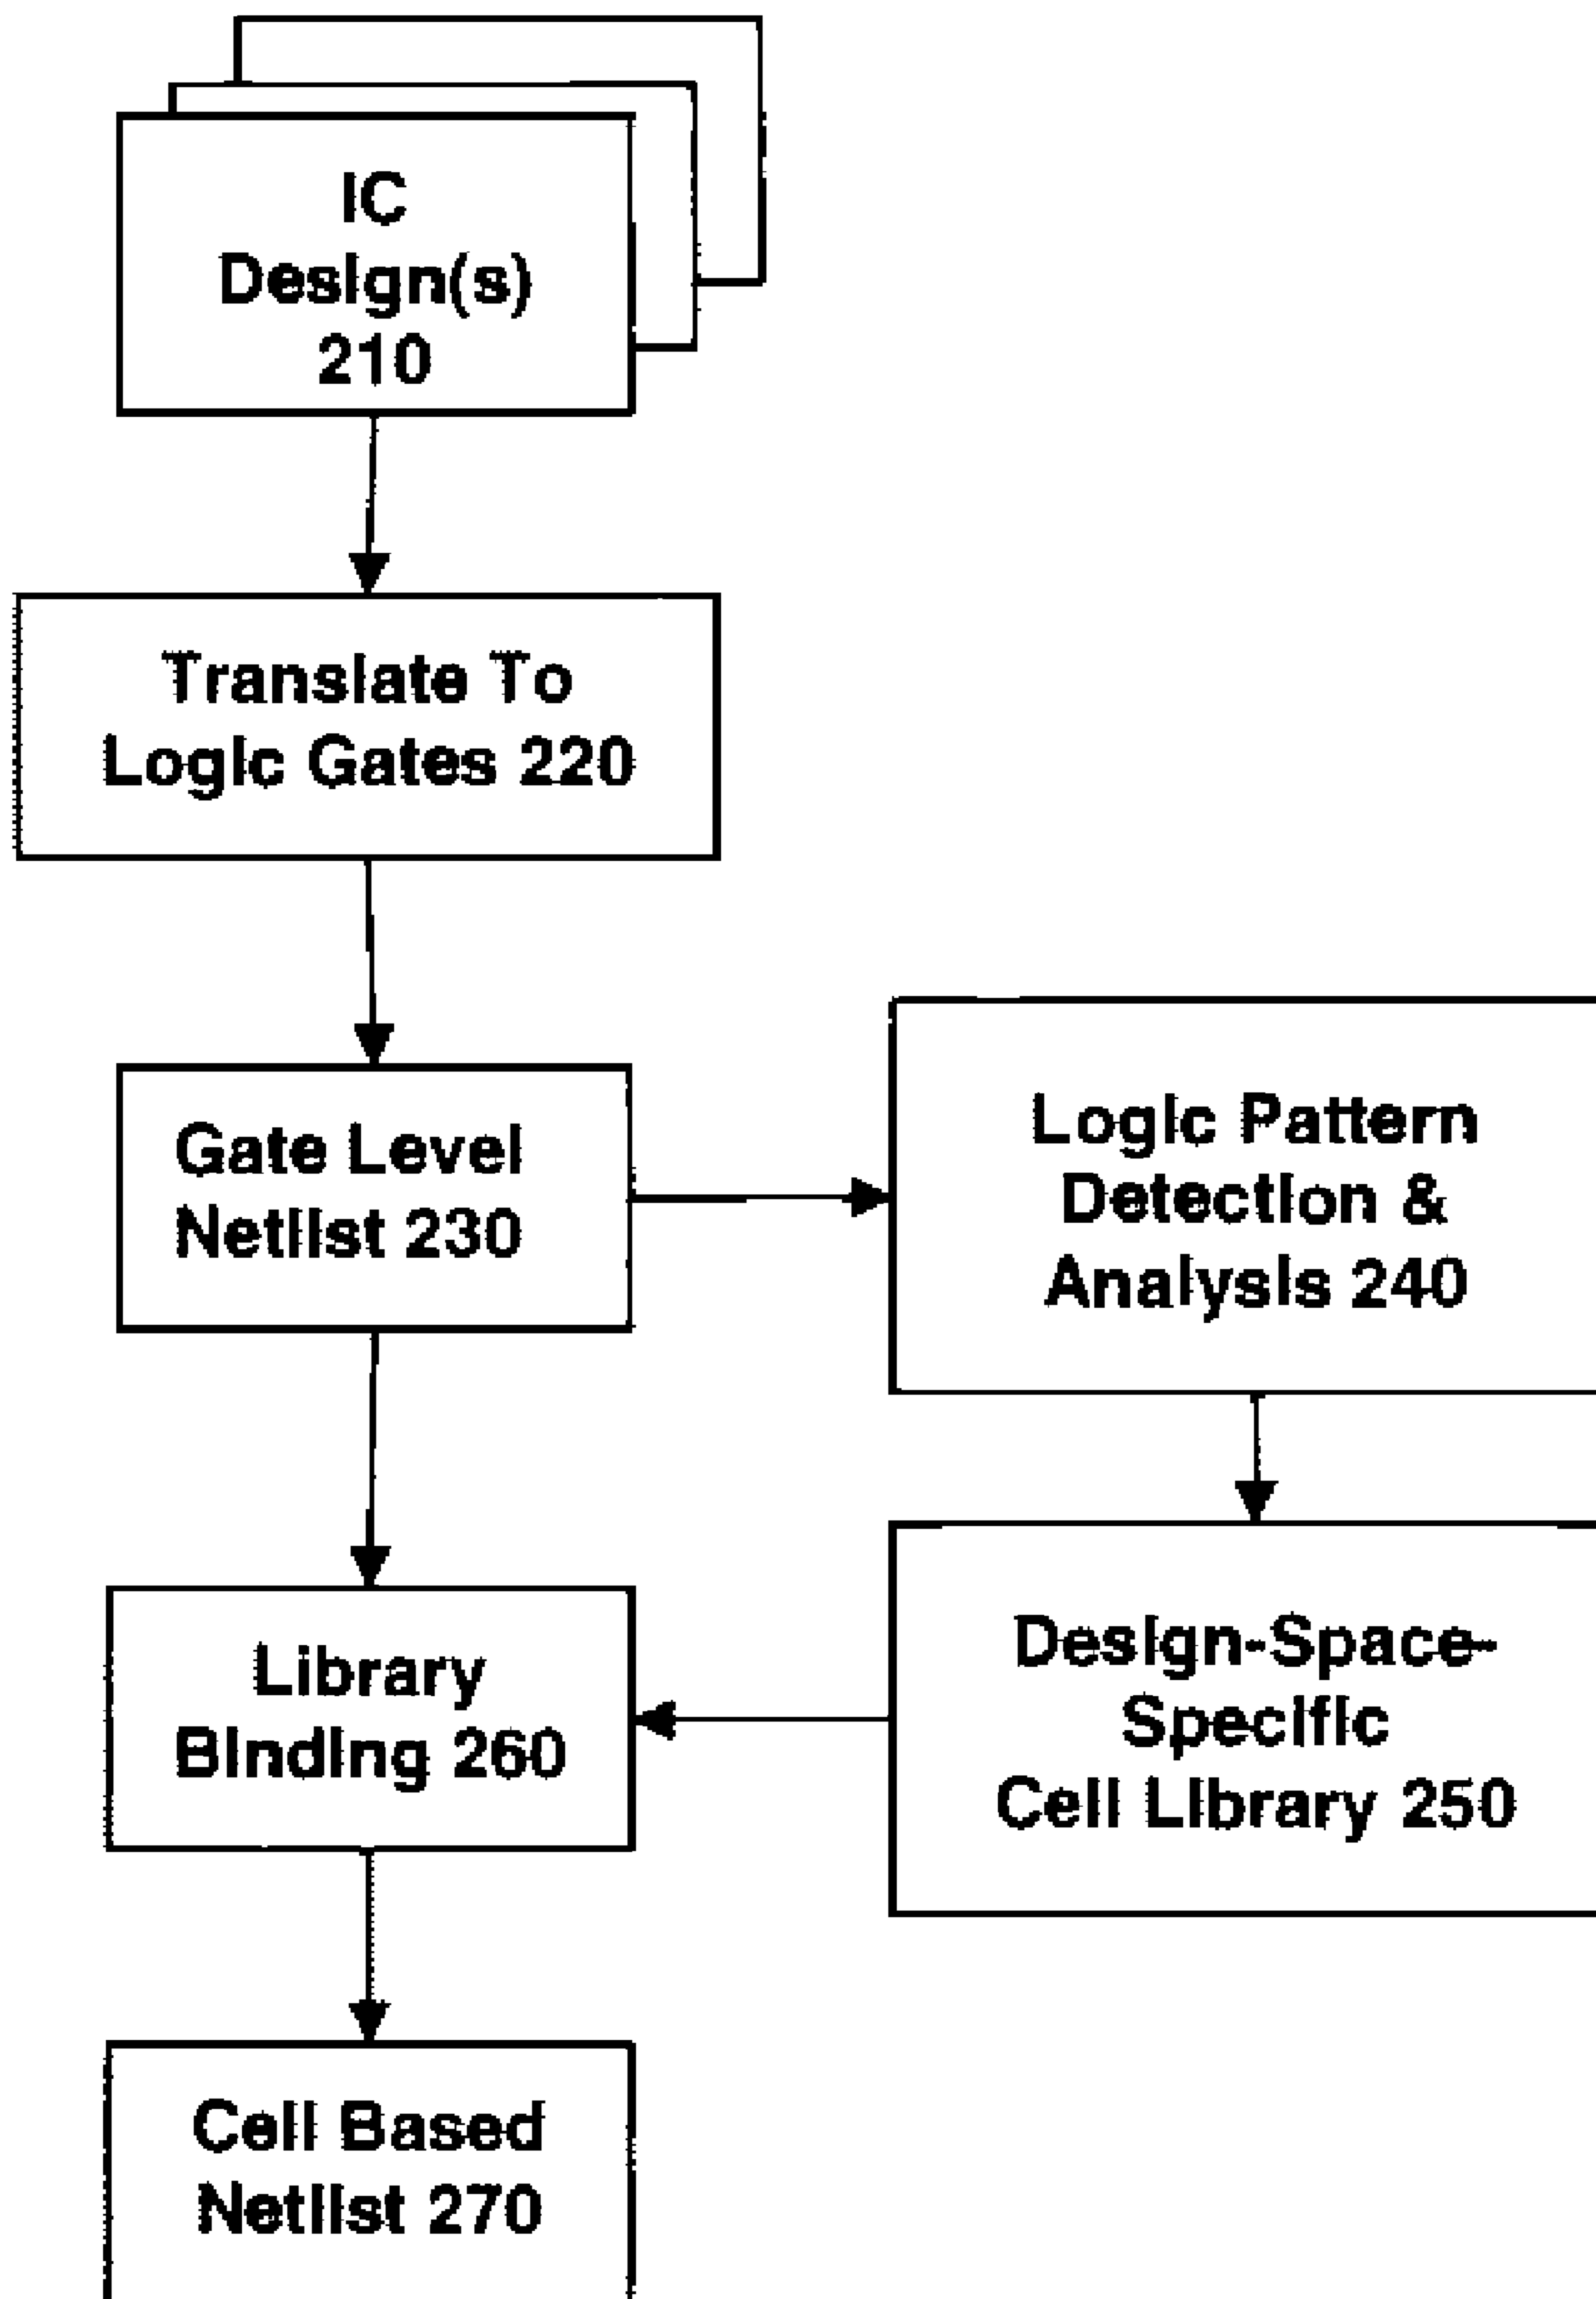 IC
Design(s)
210
Translate To
Logic Gates 220
Gate Level
Netlist 230
Logic Pattern
Detection &
Analysis 240
Design-Space-
Specific
Cell Library 250
Library
Binding 260
Cell Based
Netlist 270